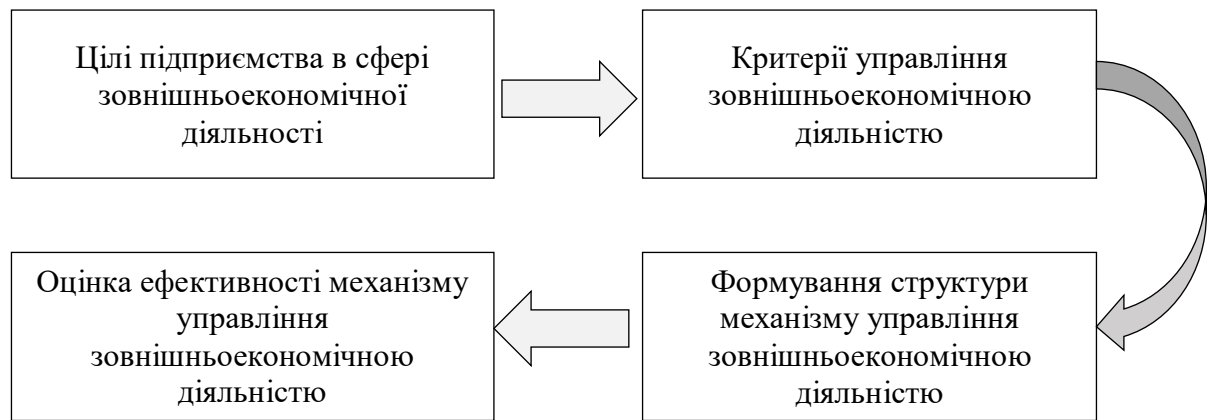 Цілі підприємства в сфері
зовнішньоекономічної
діяльності
Критерії управління
зовнішньоекономічною
діяльністю
Формування структури
механізму управління
зовнішньоекономічною
діяльністю
Оцінка ефективності механізму
управління
зовнішньоекономічною
діяльністю